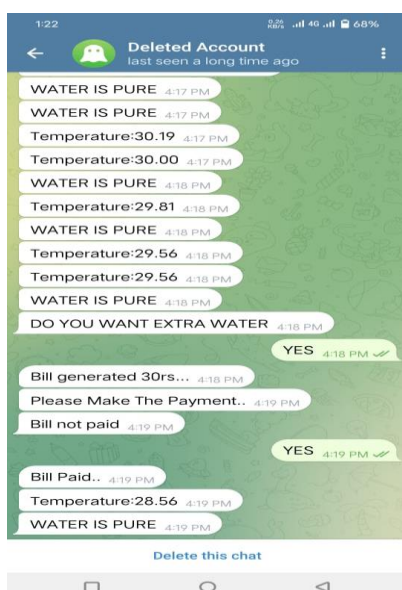 1:22 0.26 KB/s 4G 68%
Deleted Account
last seen a long time ago
WATER IS PURE 4:17 PM
WATER IS PURE 4:17 PM
Temperature:30.19 4:17 PM
Temperature:30.00 4:17 PM
WATER IS PURE 4:18 PM
Temperature:29.81 4:18 PM
WATER IS PURE 4:18 PM
Temperature:29.56 4:18 PM
Temperature:29.56 4:18 PM
WATER IS PURE 4:18 PM
DO YOU WANT EXTRA WATER 4:18 PM
YES 4:18 PM
Bill generated 30rs... 4:18 PM
Please Make The Payment.. 4:19 PM
Bill not paid 4:19 PM
YES 4:19 PM
Bill Paid.. 4:19 PM
Temperature:28.56 4:19 PM
WATER IS PURE 4:19 PM
Delete this chat